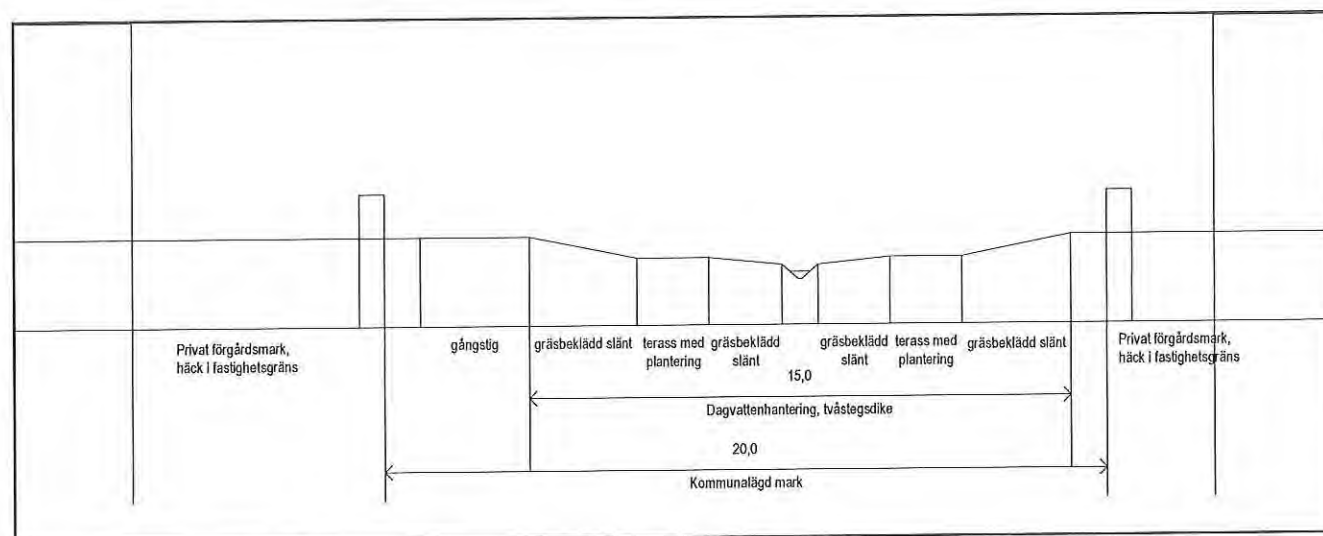 Privat förgårdsmark,
häck i fastighetsgräns
gångstig
gräsbeklädd slänt
terass med
plantering
gräsbeklädd
slänt
gräsbeklädd
slänt
terass med
plantering
gräsbeklädd slänt
Privat förgårdsmark,
häck i fastighetsgräns
15,0
Dagvattenhantering, tvåstegsdike
20,0
Kommunalägd mark